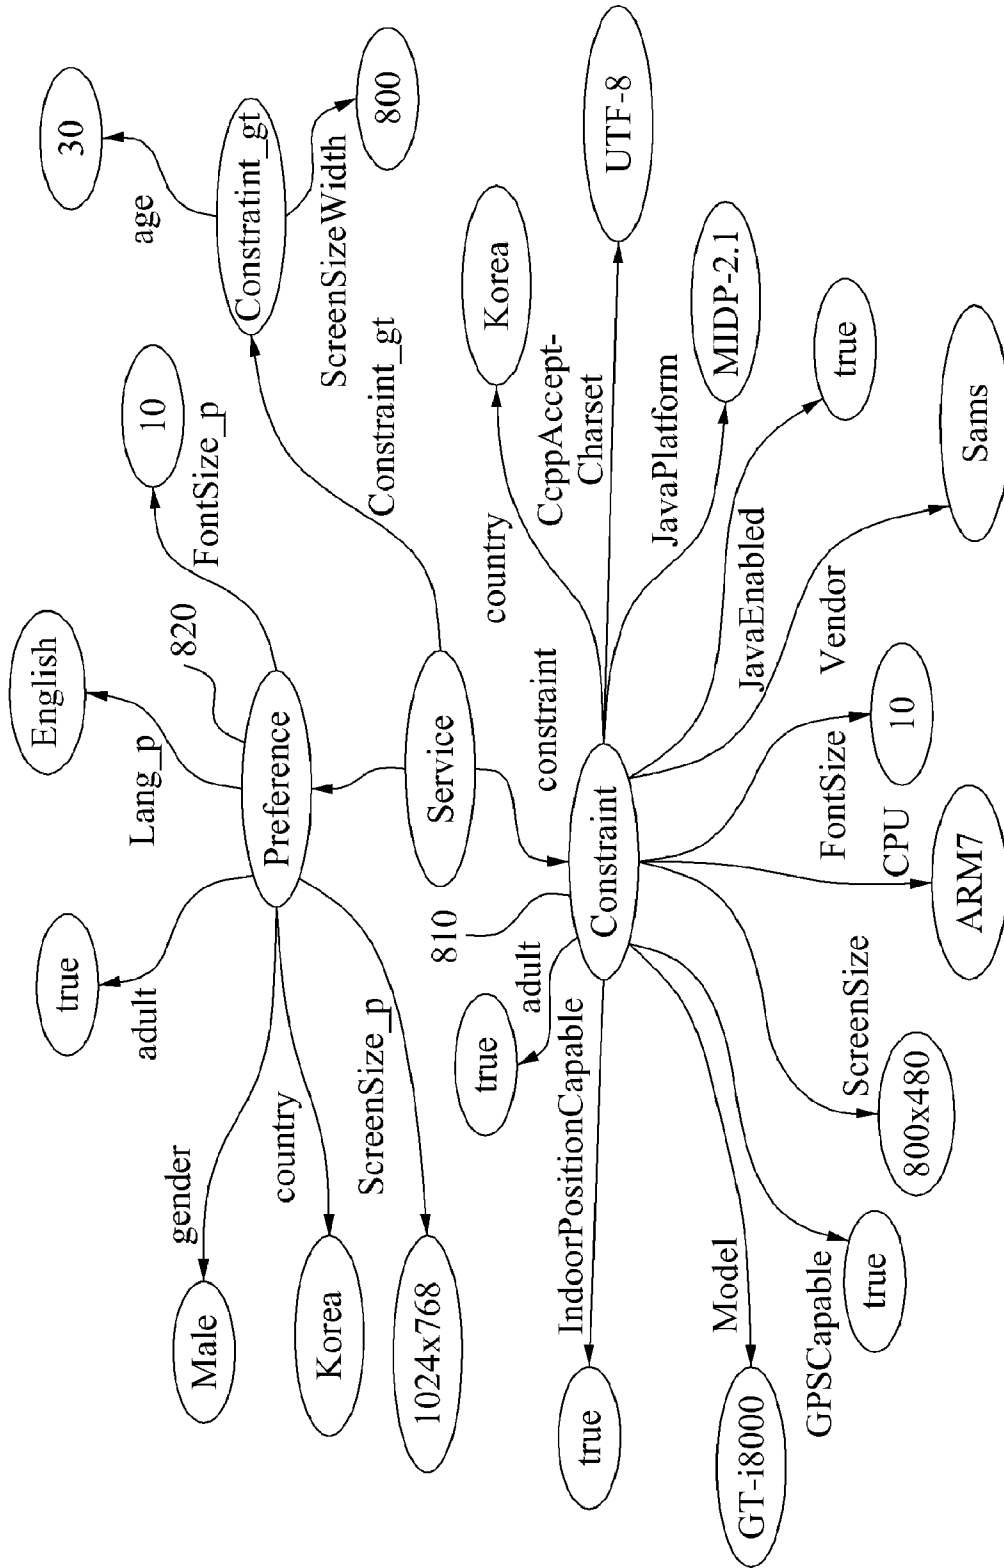 true
English
30
adult
Lang_p
10
age
gender
820
FontSize_p
Male
Constratint_gt
country
Preference
Korea
ScreenSizeWidth
ScreenSize_p
Constraint_gt
800
1024x768
Service
810
true
country
Korea
adult
constraint
CcppAccept-
Charset
IndoorPositionCapable
UTF-8
true
Constraint
JavaPlatform
Model
MIDP-2.1
GT-i8000
JavaEnabled
GPSCapable
ScreenSize
FontSize
Vendor
true
true
CPU
10
800x480
ARM7
Sams